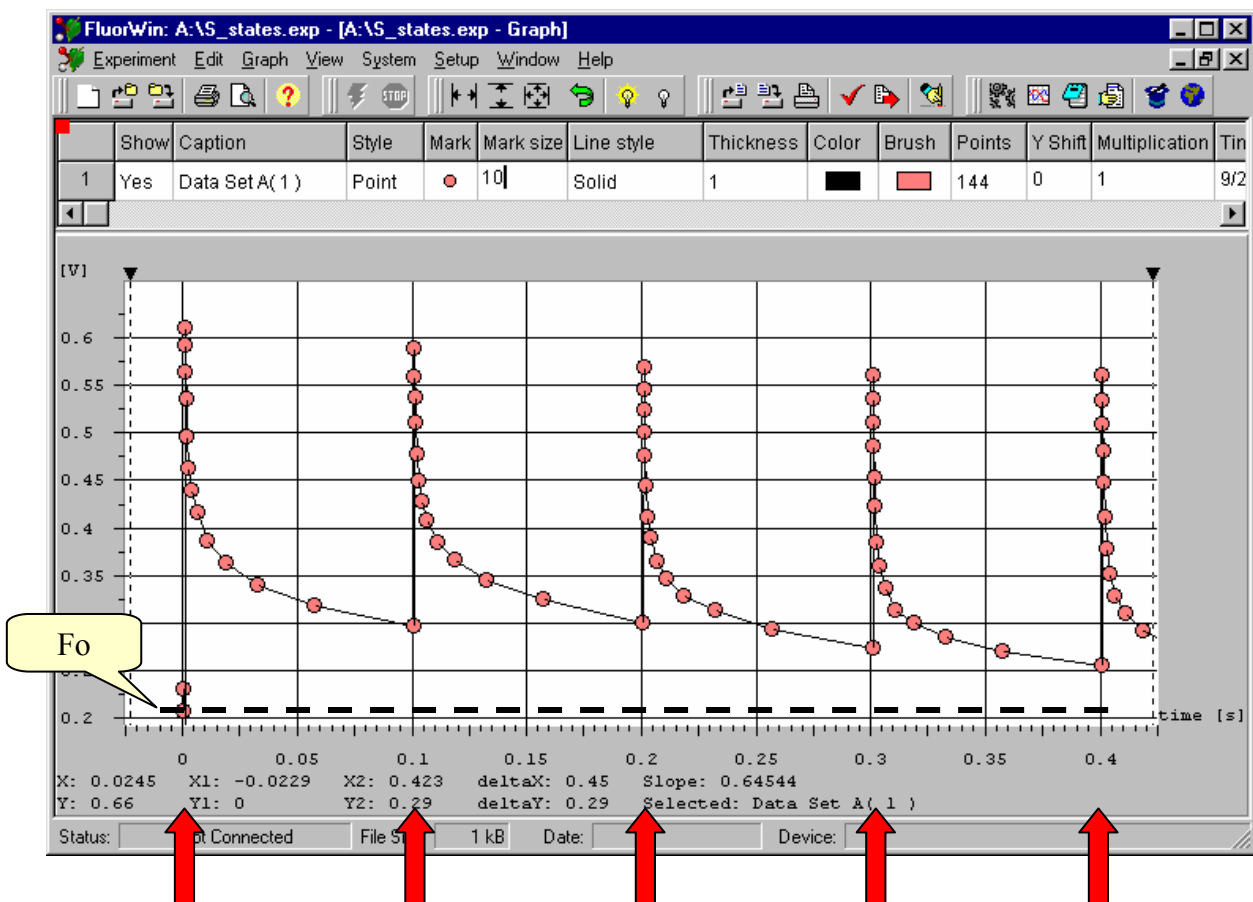 FluorWin: A:\S_states.exp - [A:\S_states.exp - Graph]
Experiment Edit Graph View System Setup Window Help
STOP
Show Caption Style Mark Mark size Line style Thickness Color Brush Points Y Shift Multiplication Tin
1 Yes Data Set A( 1 ) Point 10 Solid 1 144 0 1 9/2
[V]
0.6
0.55
0.5
0.45
0.4
0.35
Fo
0.2
time [s]
0 0.05 0.1 0.15 0.2 0.25 0.3 0.35 0.4
X: 0.0245 X1: -0.0229 X2: 0.423 deltaX: 0.45 Slope: 0.64544
Y: 0.66 Y1: 0 Y2: 0.29 deltaY: 0.29 Selected: Data Set A( 1 )
Status: Connected File 1 kB Date: Device: